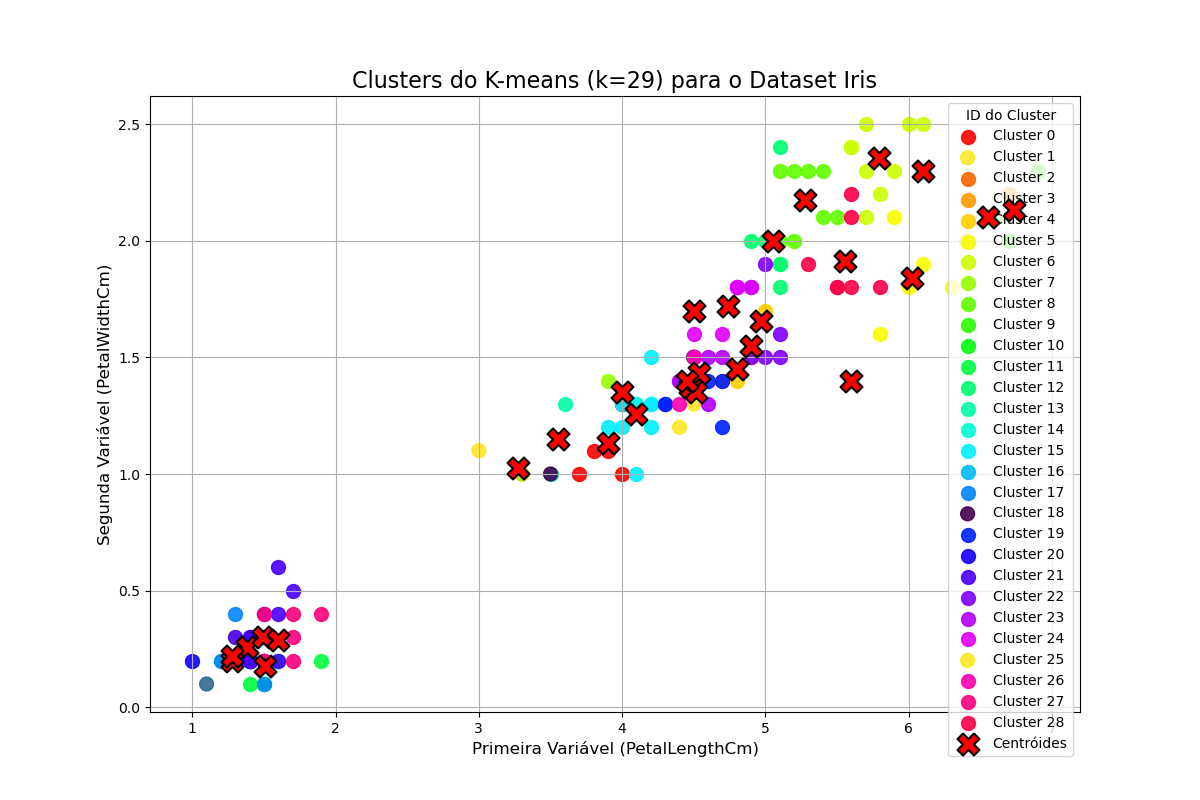 Clusters do K-means (k=29) para o Dataset Iris
Segunda Variável (PetalWidthCm)
2.5
2.0
1.5
1.0
0.5
0.0
1
2
3
4
5
6
7
Primeira Variável (PetalLengthCm)
ID do Cluster
Cluster 0
Cluster 1
Cluster 2
Cluster 3
Cluster 4
Cluster 5
Cluster 6
Cluster 7
Cluster 8
Cluster 9
Cluster 10
Cluster 11
Cluster 12
Cluster 13
Cluster 14
Cluster 15
Cluster 16
Cluster 17
Cluster 18
Cluster 19
Cluster 20
Cluster 21
Cluster 22
Cluster 23
Cluster 24
Cluster 25
Cluster 26
Cluster 27
Cluster 28
Centróides